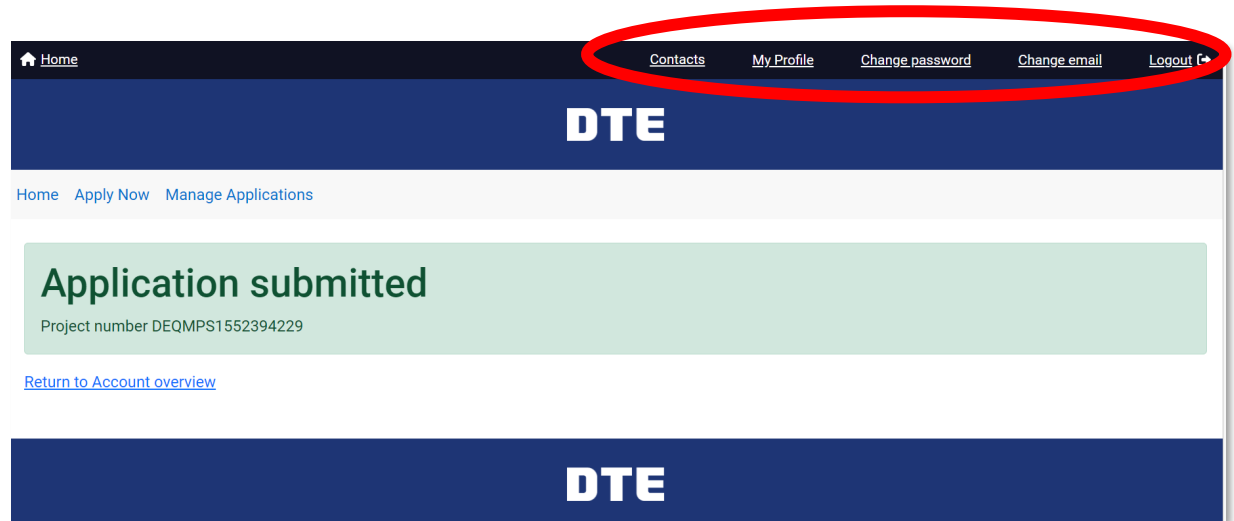 Home Contacts My Profile Change password Change email Logout
DTE
Home Apply Now Manage Applications
Application submitted
Project number DEQMPS1552394229
Return to Account overview
DTE